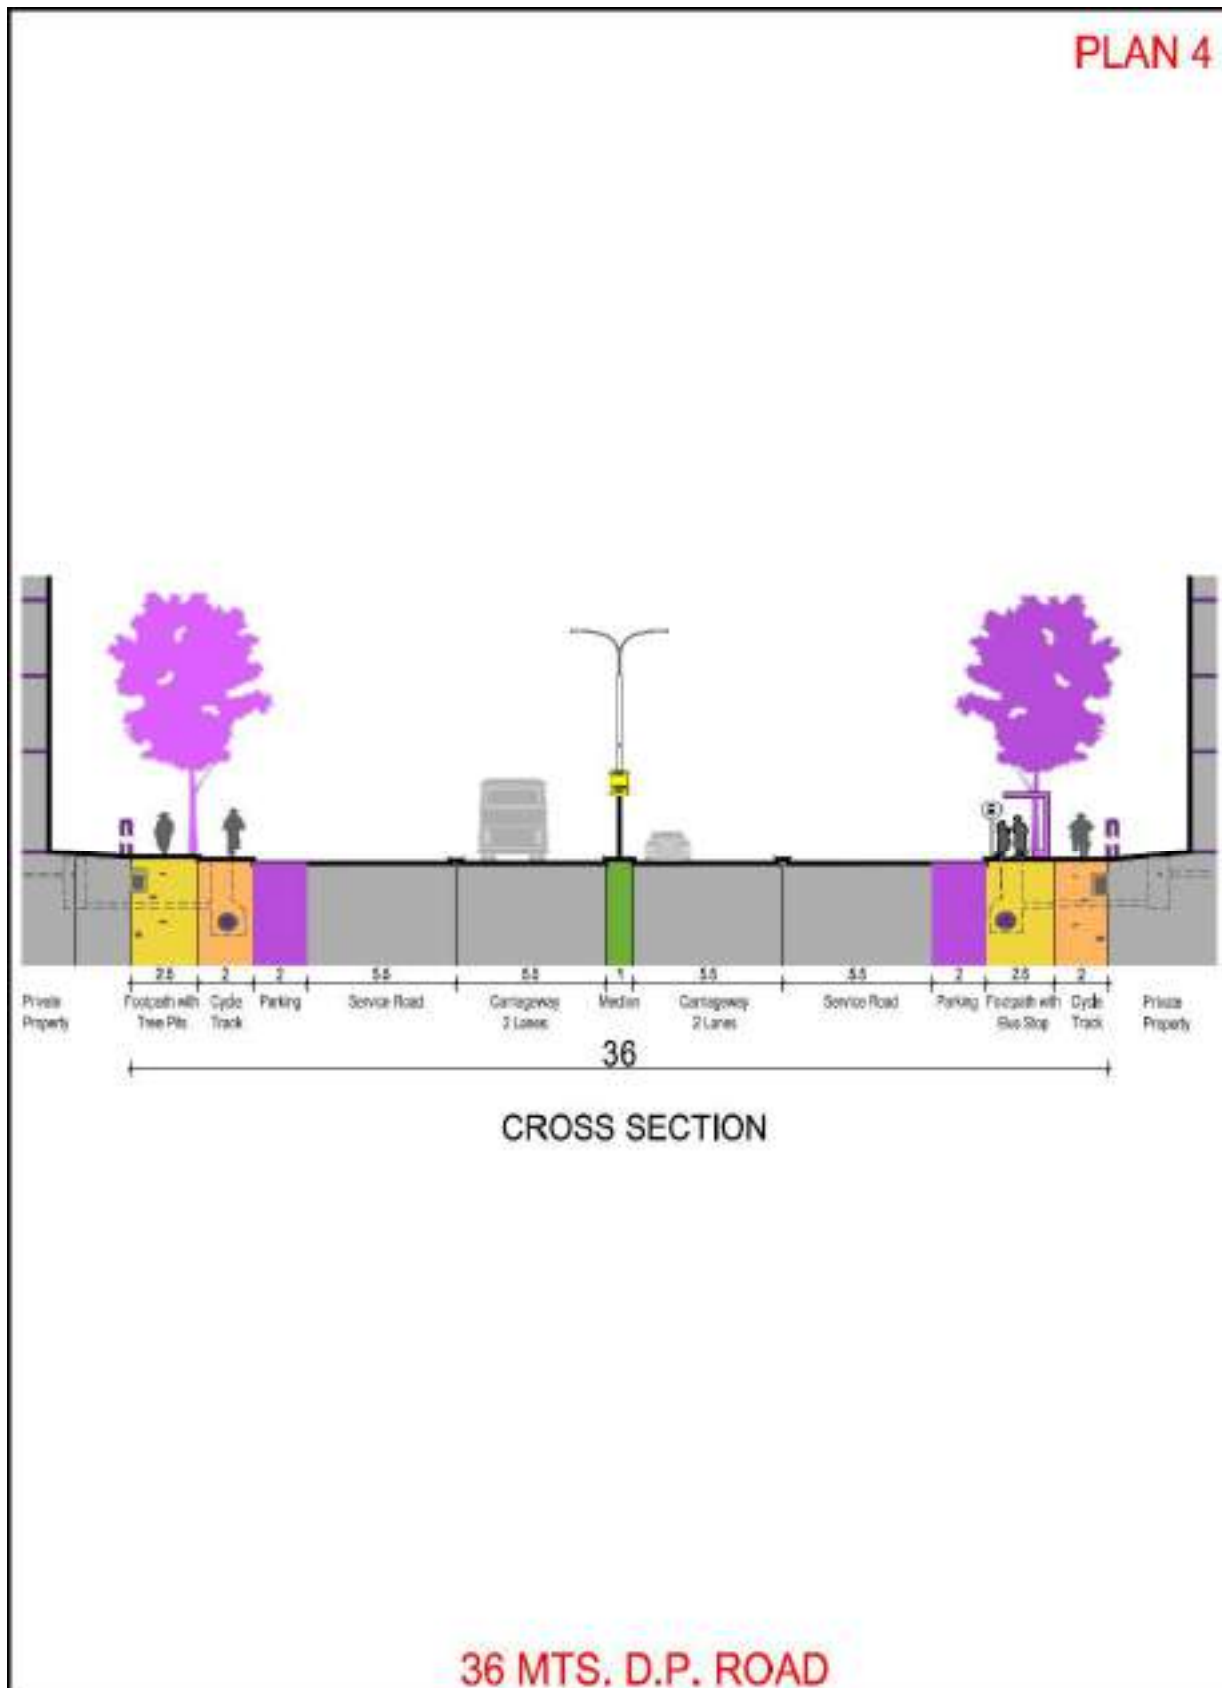 PLAN 4
2.5 2 2 5.5 5.5 1 5.5 5.5 2 2.5 2
Private Footpath with Cycle Parking Service Road Carriageway Median Carriageway Service Road Parking Footpath with Cycle Private
Property Tree Pits Track 2 Lanes 2 Lanes Bus Stop Track Property
36
CROSS SECTION
36 MTS. D.P. ROAD